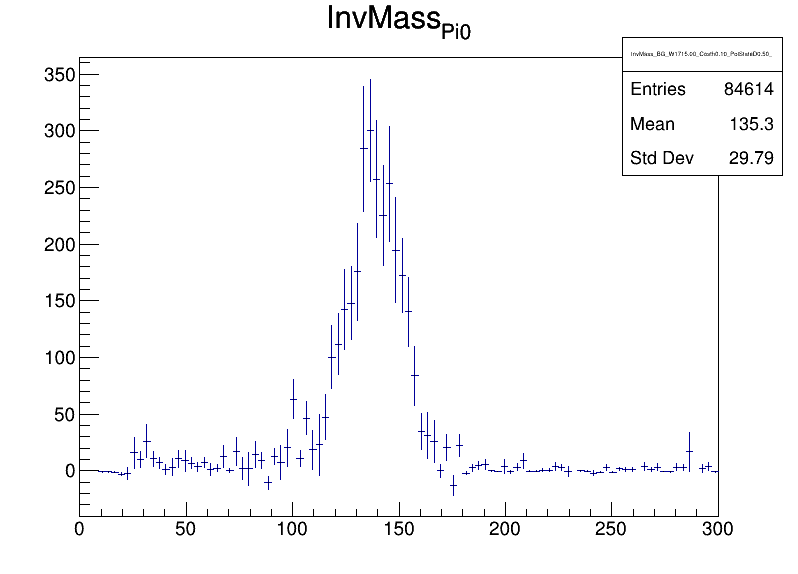 InvMass_Pi0
InvMass_BG_W1715.00_Costh0.10_PolStateD0.50_
Entries 84614
Mean 135.3
Std Dev 29.79
350
300
250
200
150
100
50
0
0 50 100 150 200 250 300